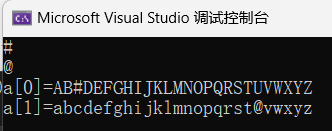 Microsoft Visual Studio 调试控制台
#
@
a[0]=AB#DEFGHIJKLMNOPQRSTUVWXYZ
a[1]=abcdefghijklmnopqrst@vwxyz